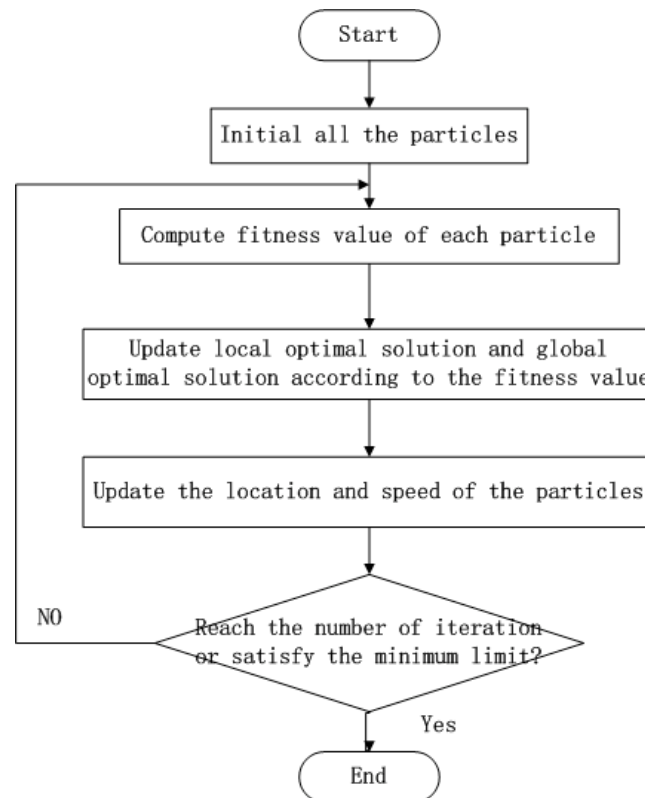 Start
Initial all the particles
Compute fitness value of each particle
Update local optimal solution and global
optimal solution according to the fitness value
Update the location and speed of the particles
NO
Reach the number of iteration
or satisfy the minimum limit?
Yes
End